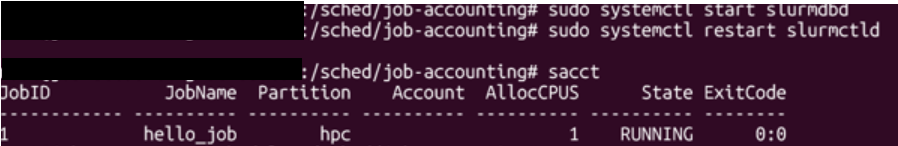 :/sched/job-accounting# sudo systemctl start slurmdbd
:/sched/job-accounting# sudo systemctl restart slurmctld
:/sched/job-accounting# sacct
JobID JobName Partition Account AllocCPUS State ExitCode
------------ ---------- ---------- ---------- ---------- ---------- --------
1 hello_job hpc 1 RUNNING 0:0